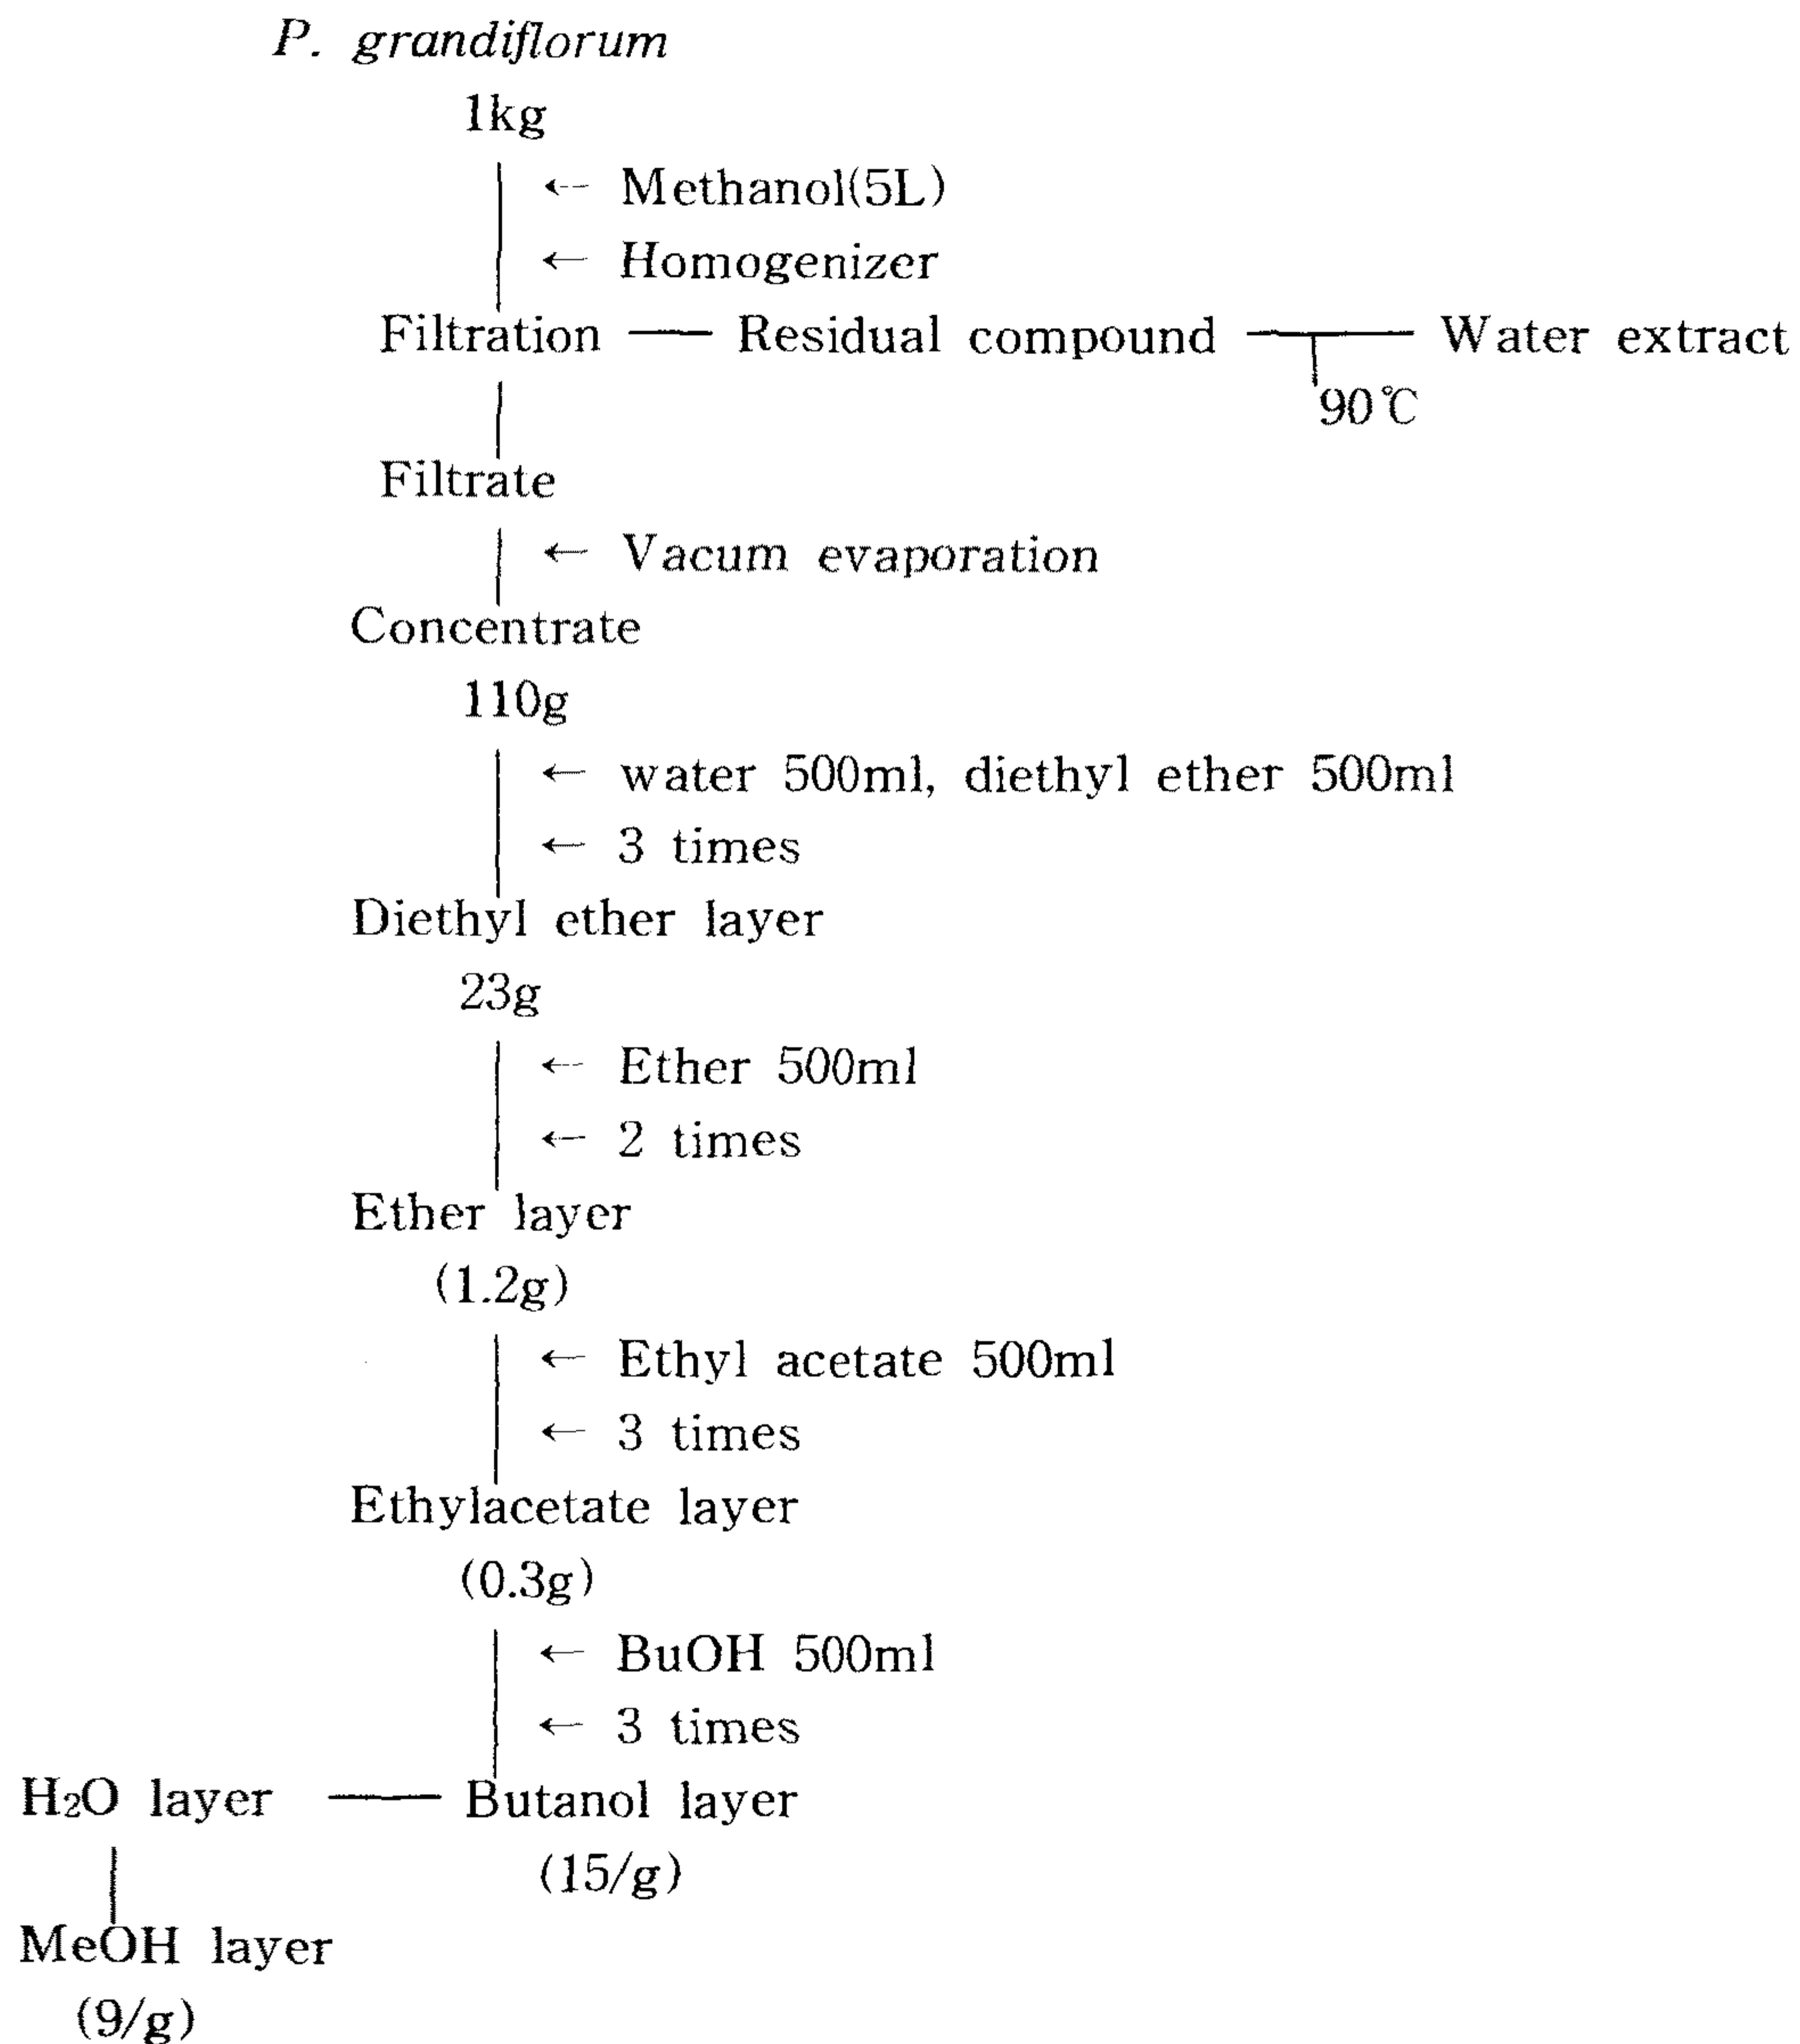 P. grandiflorum
1kg
← Methanol(5L)
← Homogenizer
Filtration — Residual compound — Water extract
90℃
Filtrate
← Vacum evaporation
Concentrate
110g
← water 500ml, diethyl ether 500ml
← 3 times
Diethyl ether layer
23g
← Ether 500ml
← 2 times
Ether layer
(1.2g)
← Ethyl acetate 500ml
← 3 times
Ethylacetate layer
(0.3g)
← BuOH 500ml
← 3 times
H₂O layer — Butanol layer
(15/g)
MeOH layer
(9/g)